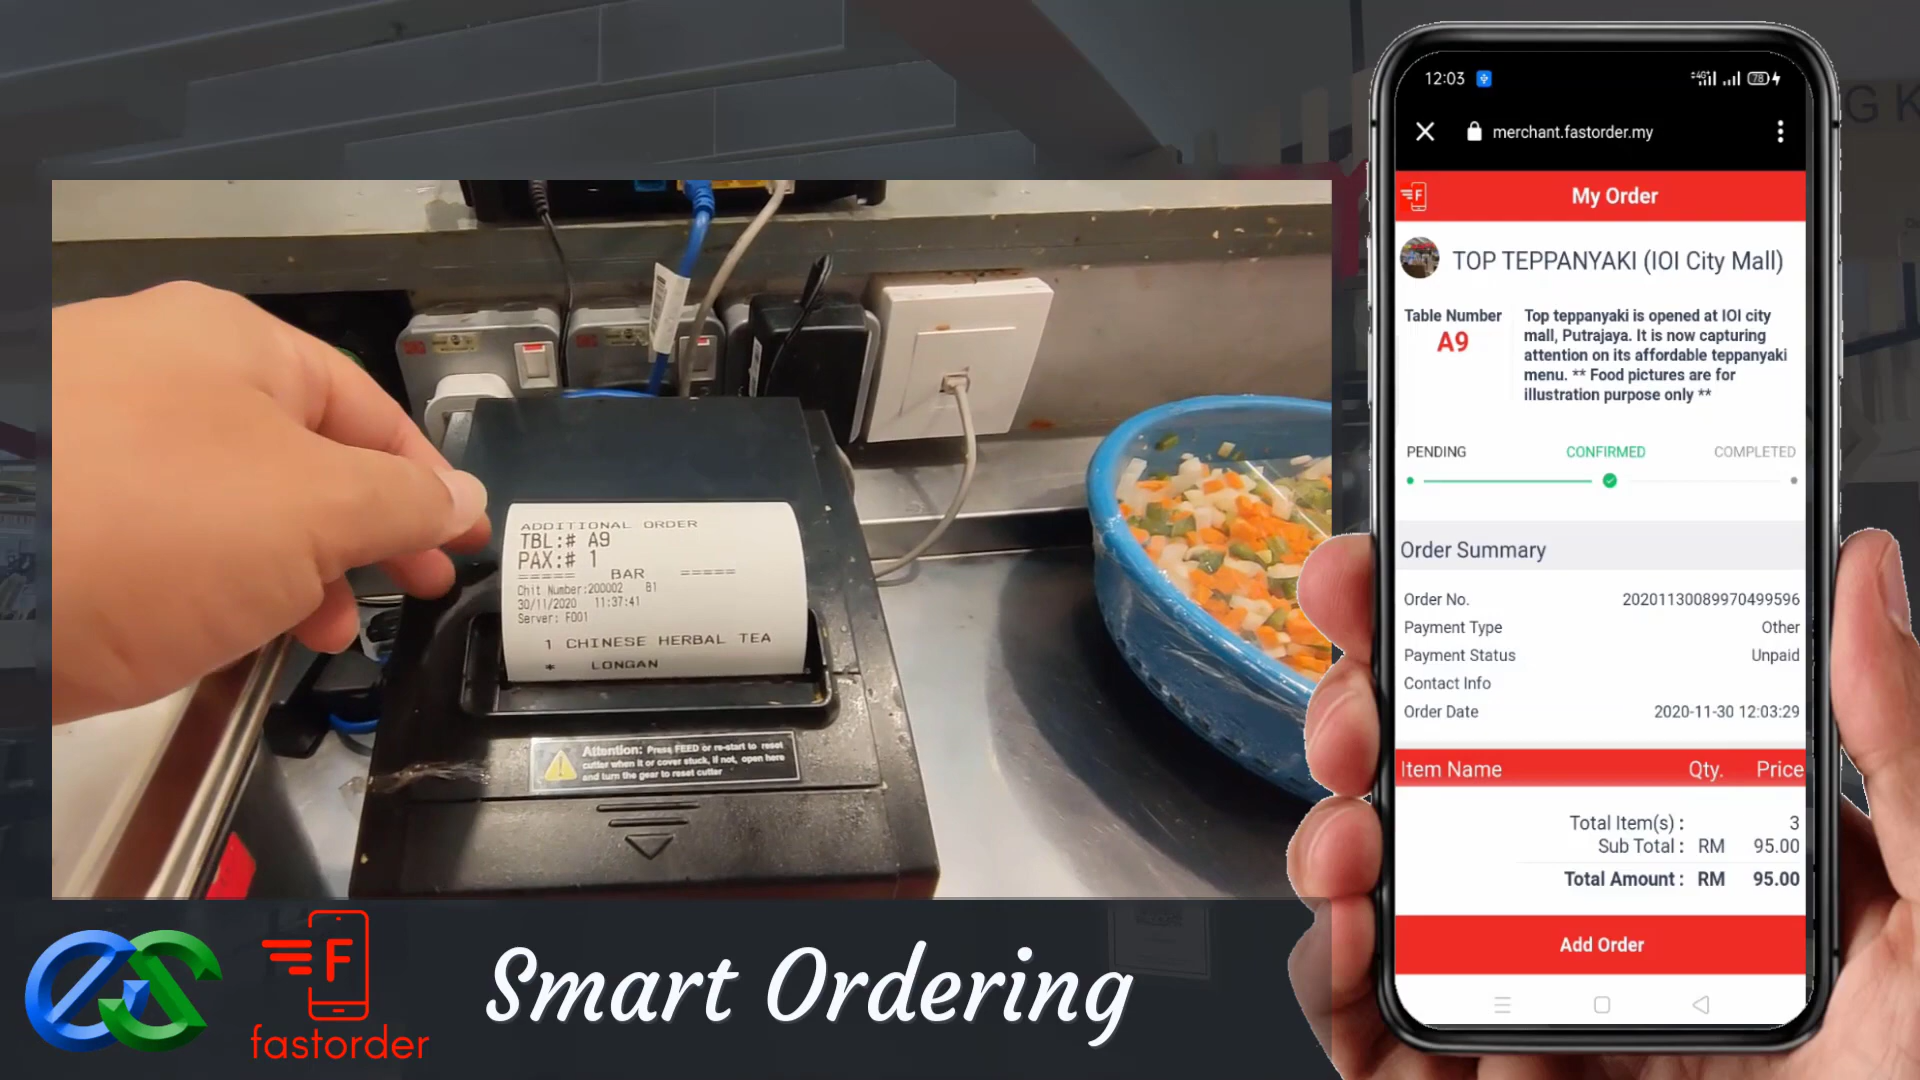 ADDITIONAL ORDER
TBL:# A9
PAX:# 1
===== BAR =====
Chit Number:200002 B1
30/11/2020 11:37:41
Server: F001
1 CHINESE HERBAL TEA
* LONGAN
Attention: Press FEED or re-start to reset
cutter when it or cover stuck, if not, open here
and turn the gear to reset cutter
F
fastorder
Smart Ordering
12:03
4G+
78
merchant.fastorder.my
F
My Order
TOP TEPPANYAKI (IOI City Mall)
Table Number
A9
Top teppanyaki is opened at IOI city
mall, Putrajaya. It is now capturing
attention on its affordable teppanyaki
menu. ** Food pictures are for
illustration purpose only **
PENDING CONFIRMED COMPLETED
Order Summary
Order No. 20201130089970499596
Payment Type Other
Payment Status Unpaid
Contact Info
Order Date 2020-11-30 12:03:29
Item Name Qty. Price
Total Item(s) : 3
Sub Total : RM 95.00
Total Amount : RM 95.00
Add Order
G K